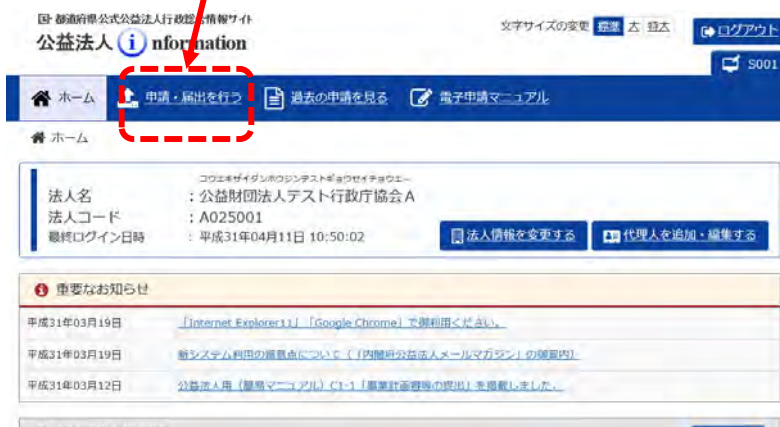 国・都道府県公式公益法人行政総合情報サイト
公益法人 information
文字サイズの変更 標準 大 拡大
ログアウト
S001
ホーム 申請・届出を行う 過去の申請を見る 電子申請マニュアル
ホーム
コウエキザイダンホウジンテストギョウセイチョウエー
法人名 : 公益財団法人テスト行政庁協会A
法人コード : A025001
最終ログイン日時 : 平成31年04月11日 10:50:02
法人情報を変更する 代理人を追加・編集する
重要なお知らせ
平成31年03月19日 「Internet Explorer11」「Google Chrome」で御利用ください。
平成31年03月19日 新システム利用の留意点について(「内閣府公益法人メールマガジン」の御案内)
平成31年03月12日 公益法人用(簡易マニュアル)C1-1「事業計画書等の提出」を掲載しました。